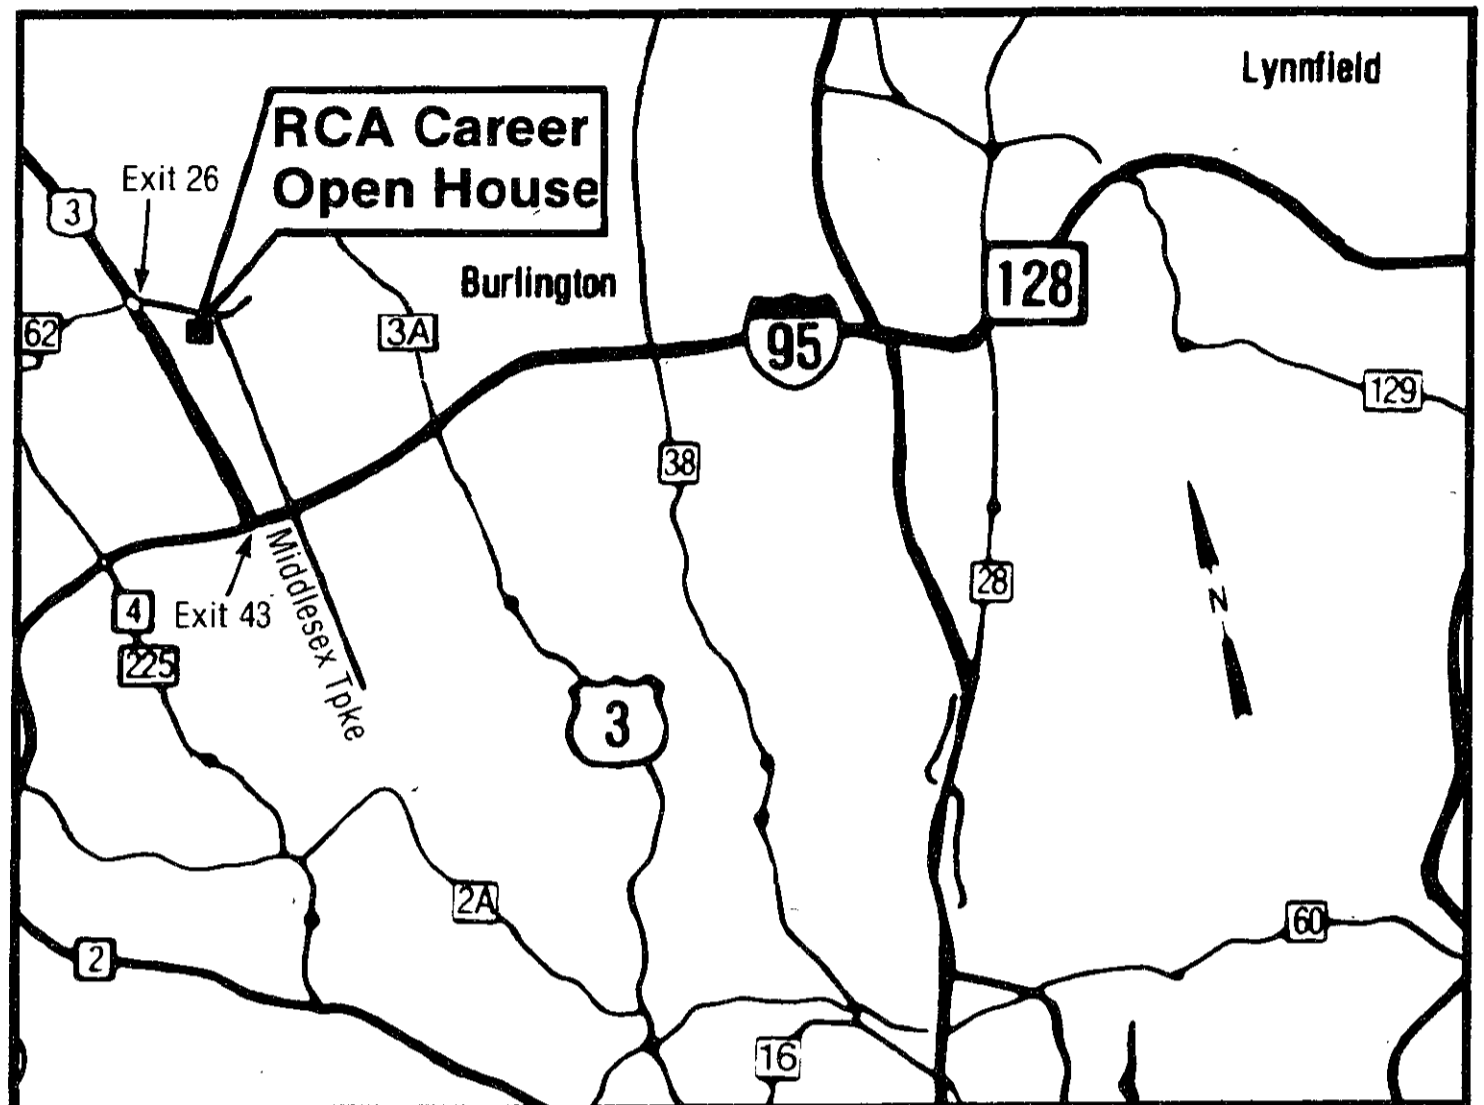 Lynnfield
RCA Career
Open House
Exit 26
3
Burlington
128
62
3A
95
129
38
28
4
Exit 43
225
Middlesex Tpke
N
3
2A
60
2
16